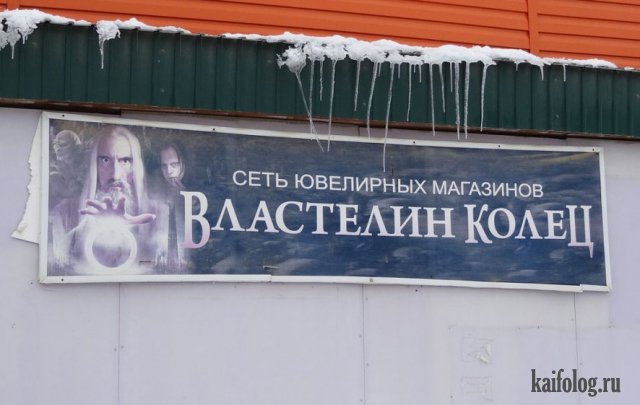 СЕТЬ ЮВЕЛИРНЫХ МАГАЗИНОВ
ВЛАСТЕЛИН КОЛЕЦ
kaifolog.ru